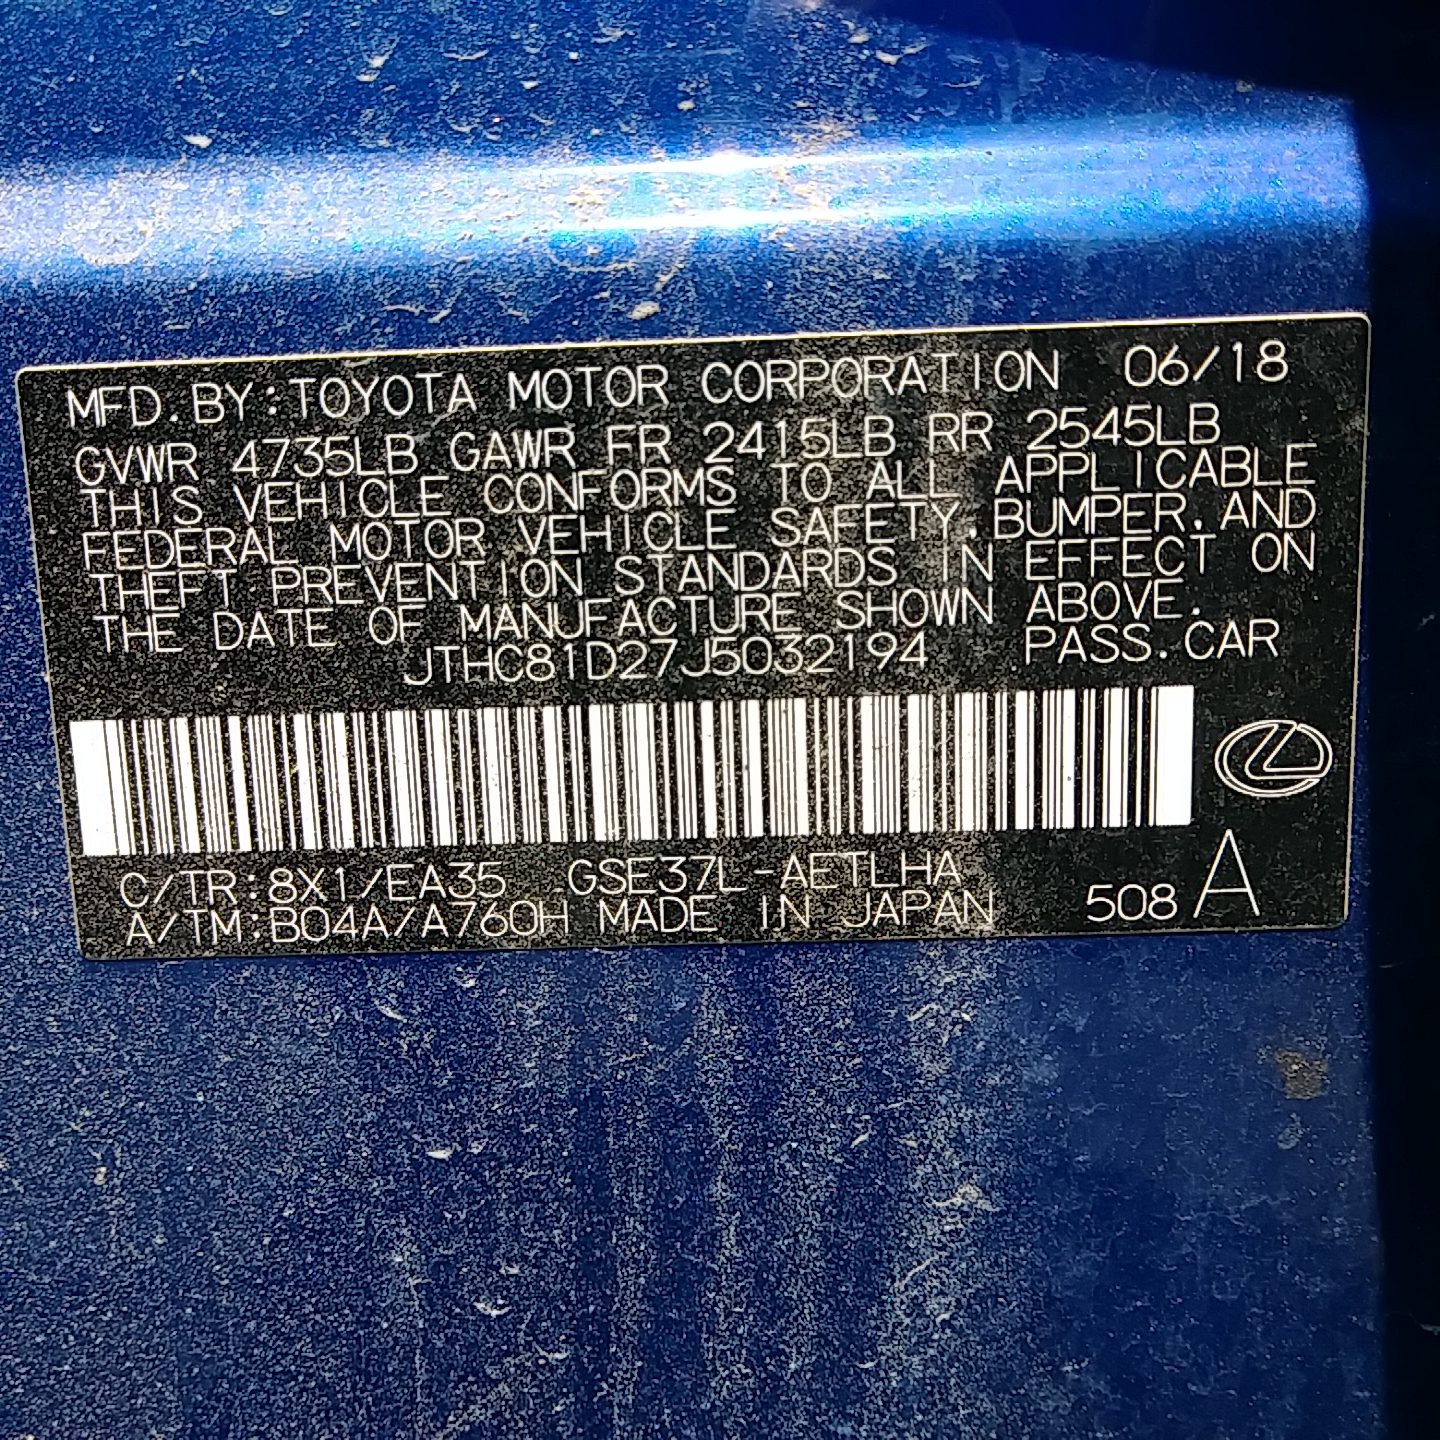 MFD.BY:TOYOTA MOTOR CORPORATION 06/18
GVWR 4735LB GAWR FR 2415LB RR 2545LB
THIS VEHICLE CONFORMS TO ALL APPLICABLE
FEDERAL MOTOR VEHICLE SAFETY,BUMPER,AND
THEFT PREVENTION STANDARDS IN EFFECT ON
THE DATE OF MANUFACTURE SHOWN ABOVE.
JTHC81D27J5032194 PASS.CAR
C/TR:8X1/EA35 GSE37L-AETLHA
A/TM:B04A/A760H MADE IN JAPAN 508 A